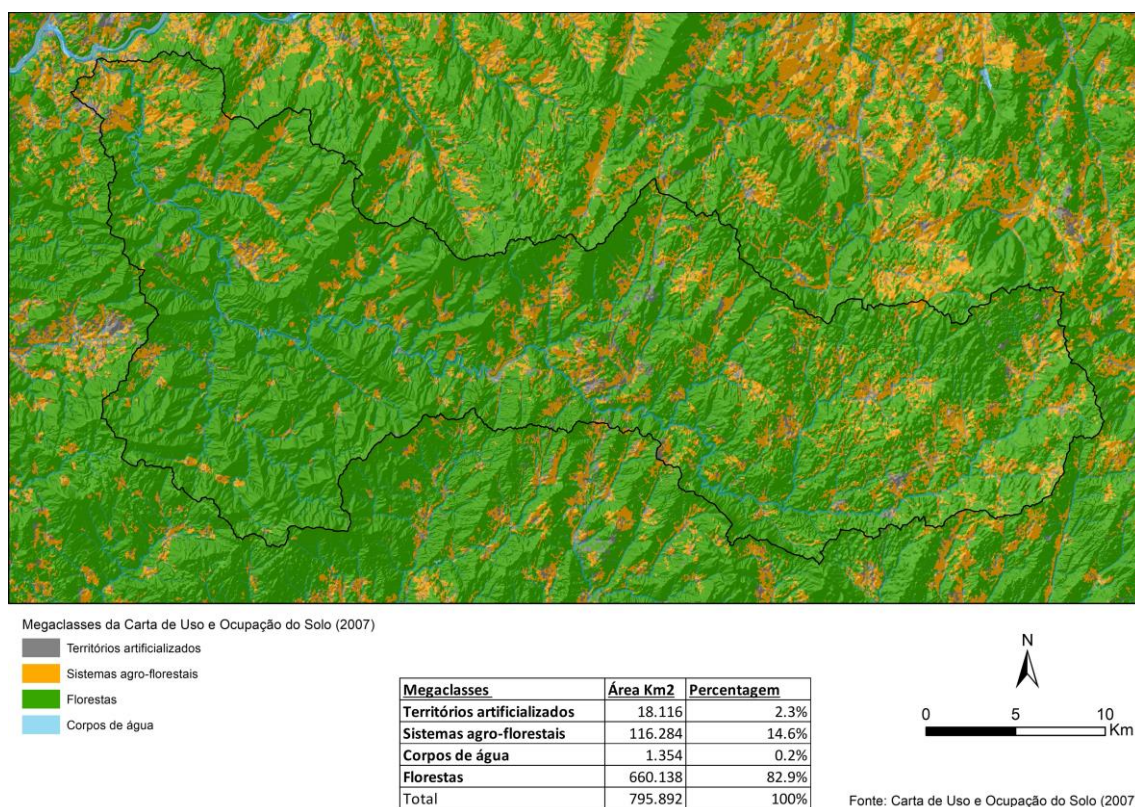 Megaclasses da Carta de Uso e Ocupação do Solo (2007)
Territórios artificializados
Sistemas agro-florestais
Florestas
Corpos de água
Megaclasses Área Km2 Percentagem
Territórios artificializados 18.116 2.3%
Sistemas agro-florestais 116.284 14.6%
Corpos de água 1.354 0.2%
Florestas 660.138 82.9%
Total 795.892 100%
N
0 5 10
Km
Fonte: Carta de Uso e Ocupação do Solo (2007